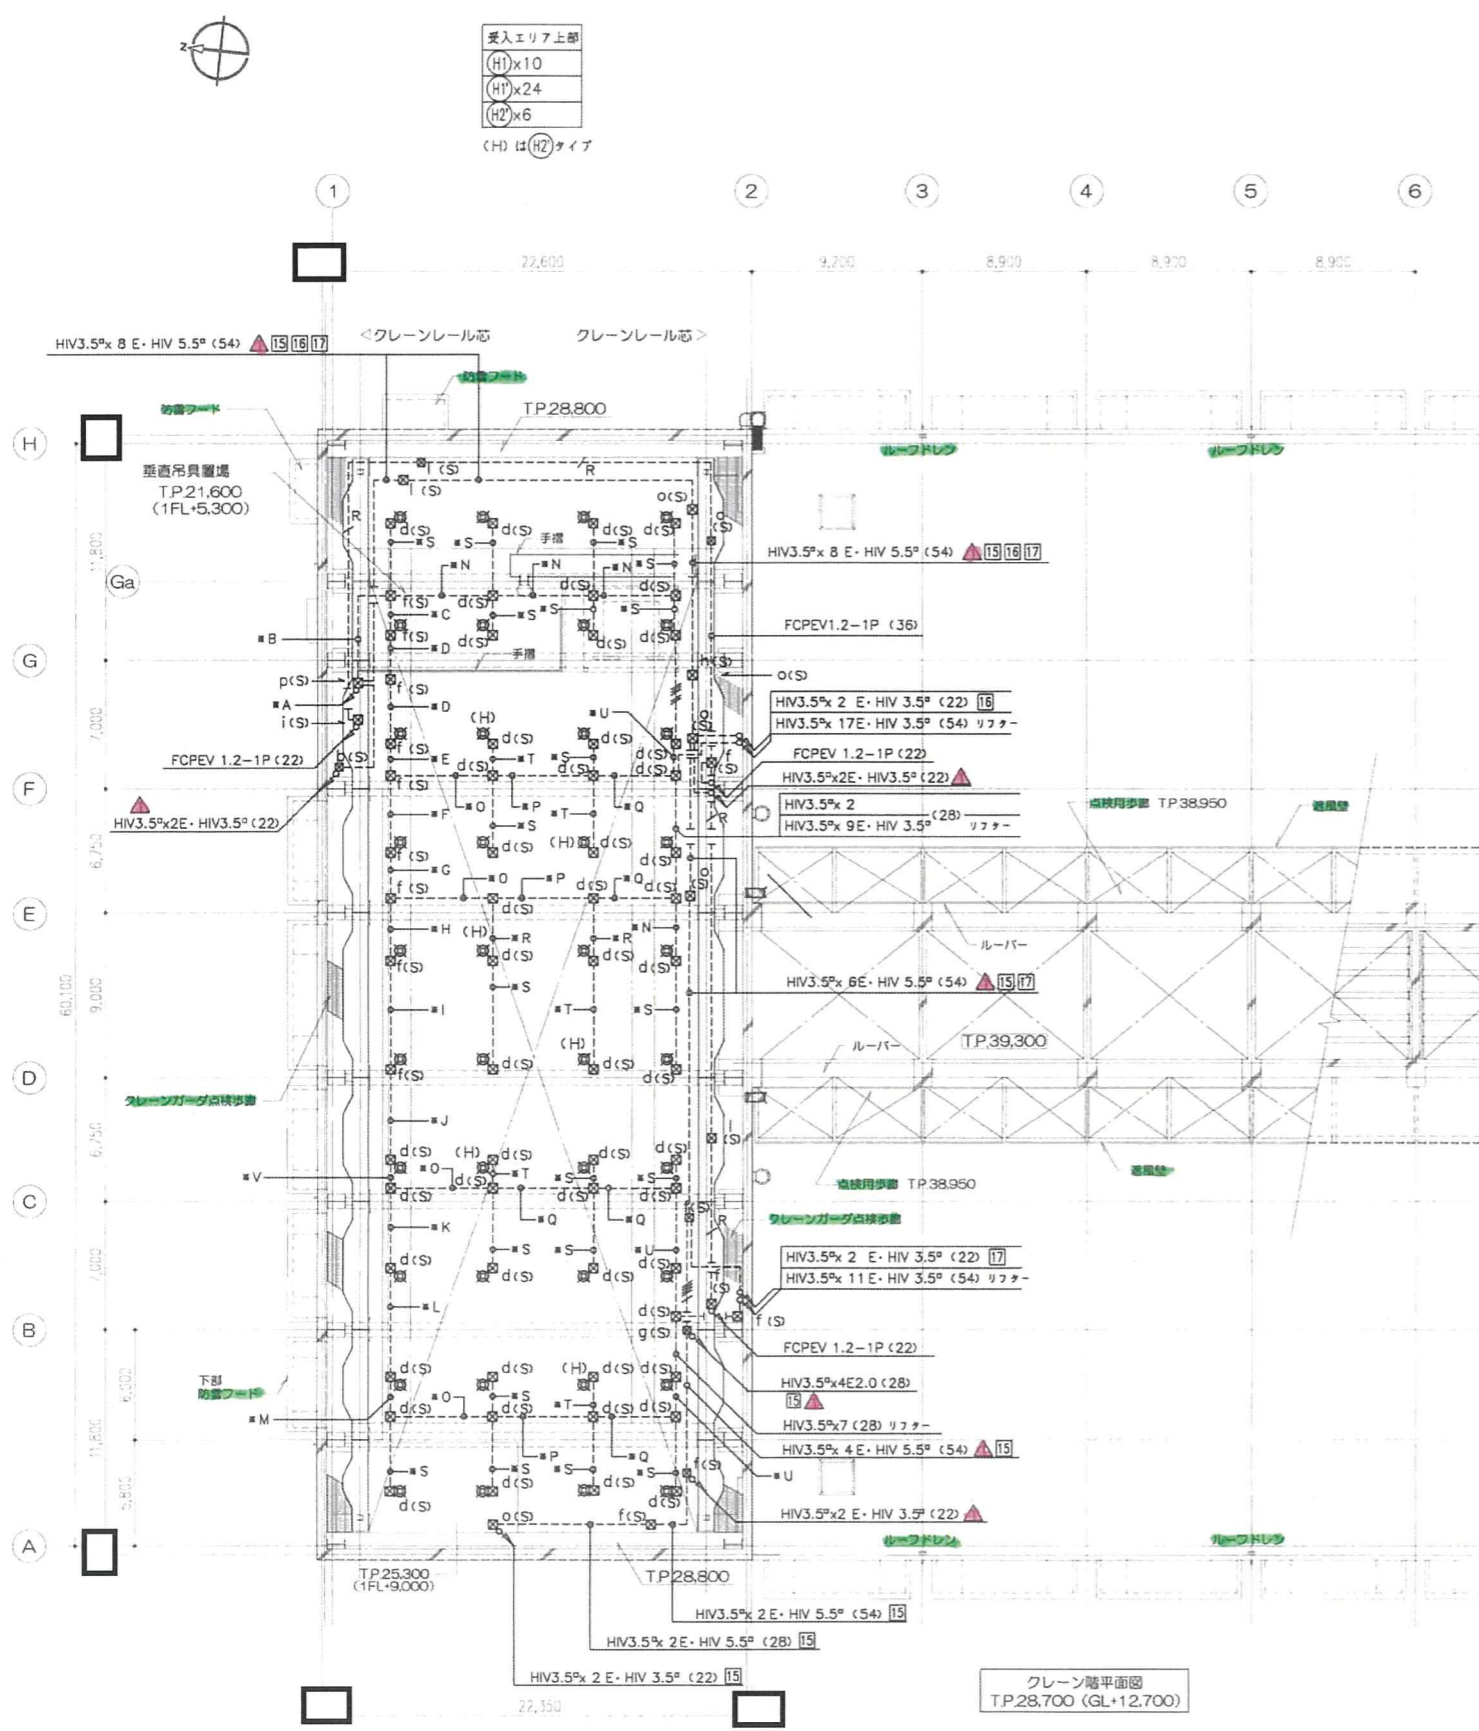 Z
受入エリア上部
(H1)x10
(H1')x24
(H2')x6
(H) は(H2')タイプ
1 2 3 4 5 6
22,600 9,200 8,900 8,900 8,900
<クレーンレール芯 クレーンレール芯>
HIV3.5°x 8 E・HIV 5.5° (54) 15 16 17
防雪フード
防雪フード
T.P.28,800
H
ルーフドレン ルーフドレン
垂直吊具置場
T.P.21,600
(1FL+5,300)
l (S) R
l (S)
o(S)
R
o
(S)
d(S) d(S) d(S) d(S)
※S ※S ※S
手摺
HIV3.5°x 8 E・HIV 5.5° (54) 15 16 17
11,800
※N ※N ※N ※S
Ga
f(S) d(S) d(S) d(S)
※C ※S ※S ※S
FCPEV1.2-1P (36)
※B
f(S) d(S) d(S)
※D
手摺
G
h(S)
p(S) f(S) o(S)
※A ※D
i(S)
(H) ※U
HIV3.5°x 2 E・HIV 3.5° (22) 16
HIV3.5°x 17E・HIV 3.5° (54) リフター
7,000
f(S) d(S) d(S) d(S)
FCPEV 1.2-1P (22)
(S)
※E ※T ※S
FCPEV 1.2-1P(22)
f
(S)
f(S) d(S) d(S) d(S)
HIV3.5°x2E・HIV3.5°(22)
F
※O ※P ※Q
HIV3.5°x2E・HIV3.5°(22)
※F ※T ※S R
HIV3.5°x 2
(28)
HIV3.5°x 9E・HIV 3.5° リフター
点検用歩廊 T.P.38,950
遮風壁
6,750
f(S) d(S) (H) d(S) d(S)
※G ※O ※P ※Q
o
(S)
f(S) d(S) d(S) d(S)
E
※H (H) ※R ※R ※N
ルーバー
f(S) d(S) d(S) d(S)
HIV3.5°x 6E・HIV 5.5° (54) 15 17
60,100
9,000
※S
※I ※T ※S
ルーバー
T.P.39,300
(H)
D
f(S) d(S) d(S) d(S)
クレーンガーダ点検歩廊
※J
6,750
l
(S)
d(S) (H) d(S) d(S)
※O ※T
遮風壁
※V ※S ※S
点検用歩廊 T.P.38,950
C
d(S) d(S) d(S) d(S)
(S)
クレーンガーダ点検歩廊
※K ※Q ※Q R
※S ※S ※U
HIV3.5°x 2 E・HIV 3.5° (22) 17
HIV3.5°x 11E・HIV 3.5° (54) リフター
7,000
d(S) d(S) d(S) d(S)
(S)
※L
d(S) f(S)
B
g(S)
FCPEV 1.2-1P (22)
HIV3.5°x4E2.0 (28)
15
下部
防雪フード
6,000
d(S) d(S) (H) d(S) d(S)
※O ※S ※T
※M
d(S) d(S) d(S) d(S)
HIV3.5°x7 (28) リフター
HIV3.5°x 4 E・HIV 5.5° (54) 15
11,800
※P ※Q
※S ※S ※S ※S f(S) ※U
5,800
d(S) d(S) d(S) d(S)
HIV3.5°x2 E・HIV 3.5° (22)
o(S) f(S)
A
ルーフドレン ルーフドレン
T.P.25,300
(1FL+9,000)
T.P.28,800
HIV3.5°x 2 E・HIV 5.5° (54) 15
HIV3.5°x 2E・HIV 5.5° (28) 15
HIV3.5°x 2 E・HIV 3.5° (22) 15
22,350
クレーン階平面図
T.P.28,700 (GL+12,700)